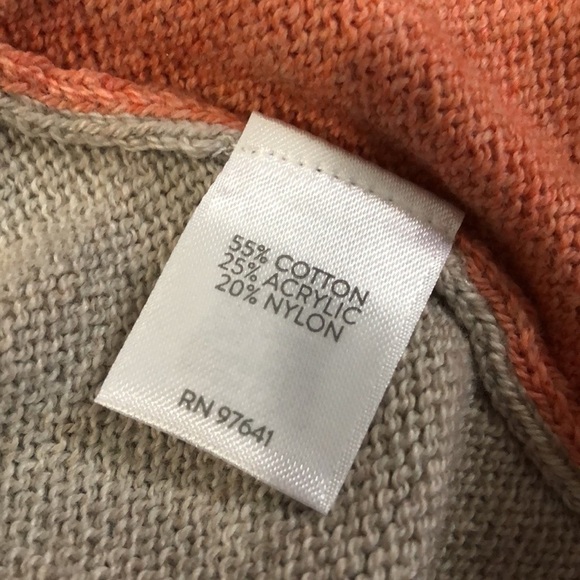 55% COTTON
25% ACRYLIC
20% NYLON
RN 97641